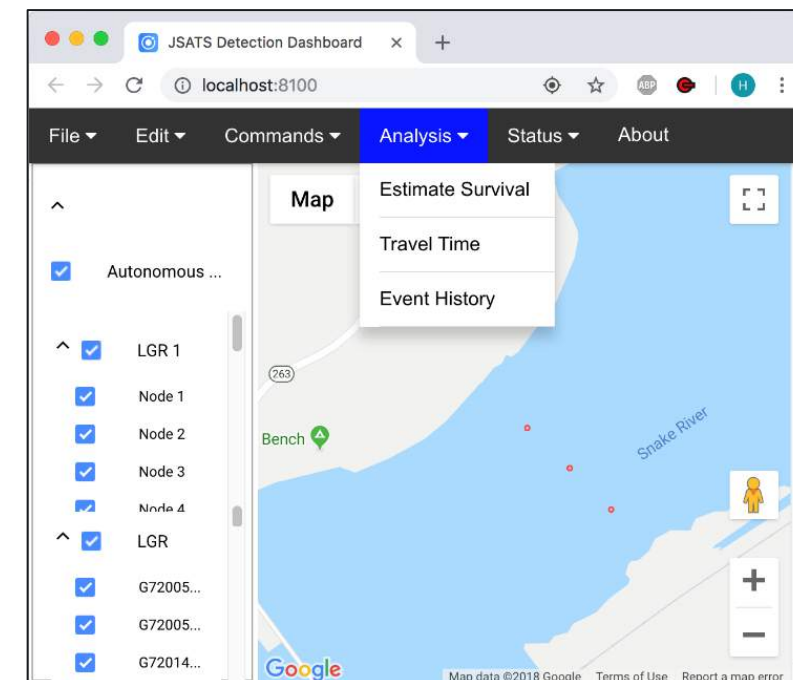 JSATS Detection Dashboard
localhost:8100
ABP
H
File Edit Commands Analysis Status About
Estimate Survival
Travel Time
Event History
Autonomous ...
LGR 1
Node 1
Node 2
Node 3
Node 4
LGR
G72005...
G72005...
G72014...
Map
263
Bench
Snake River
Google
Map data ©2018 Google Terms of Use Report a map error